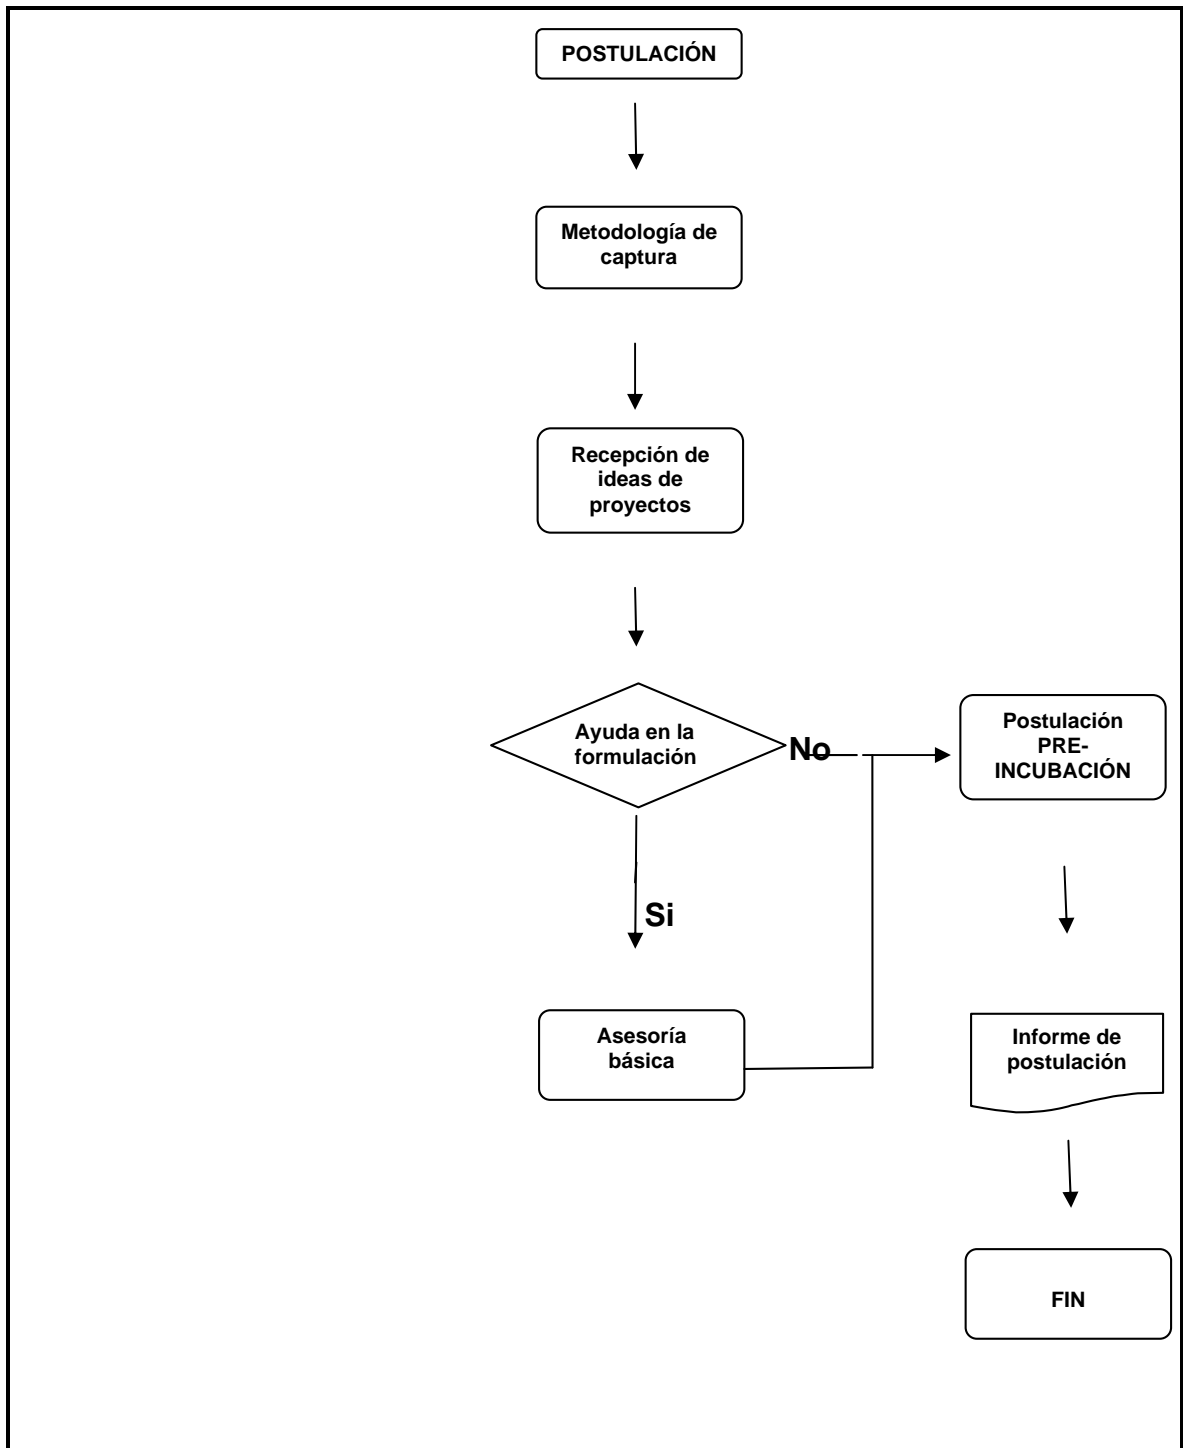 POSTULACIÓN
Metodología de
captura
Recepción de
ideas de
proyectos
Ayuda en la
formulación
No
Postulación
PRE-
INCUBACIÓN
Si
Asesoría
básica
Informe de
postulación
FIN